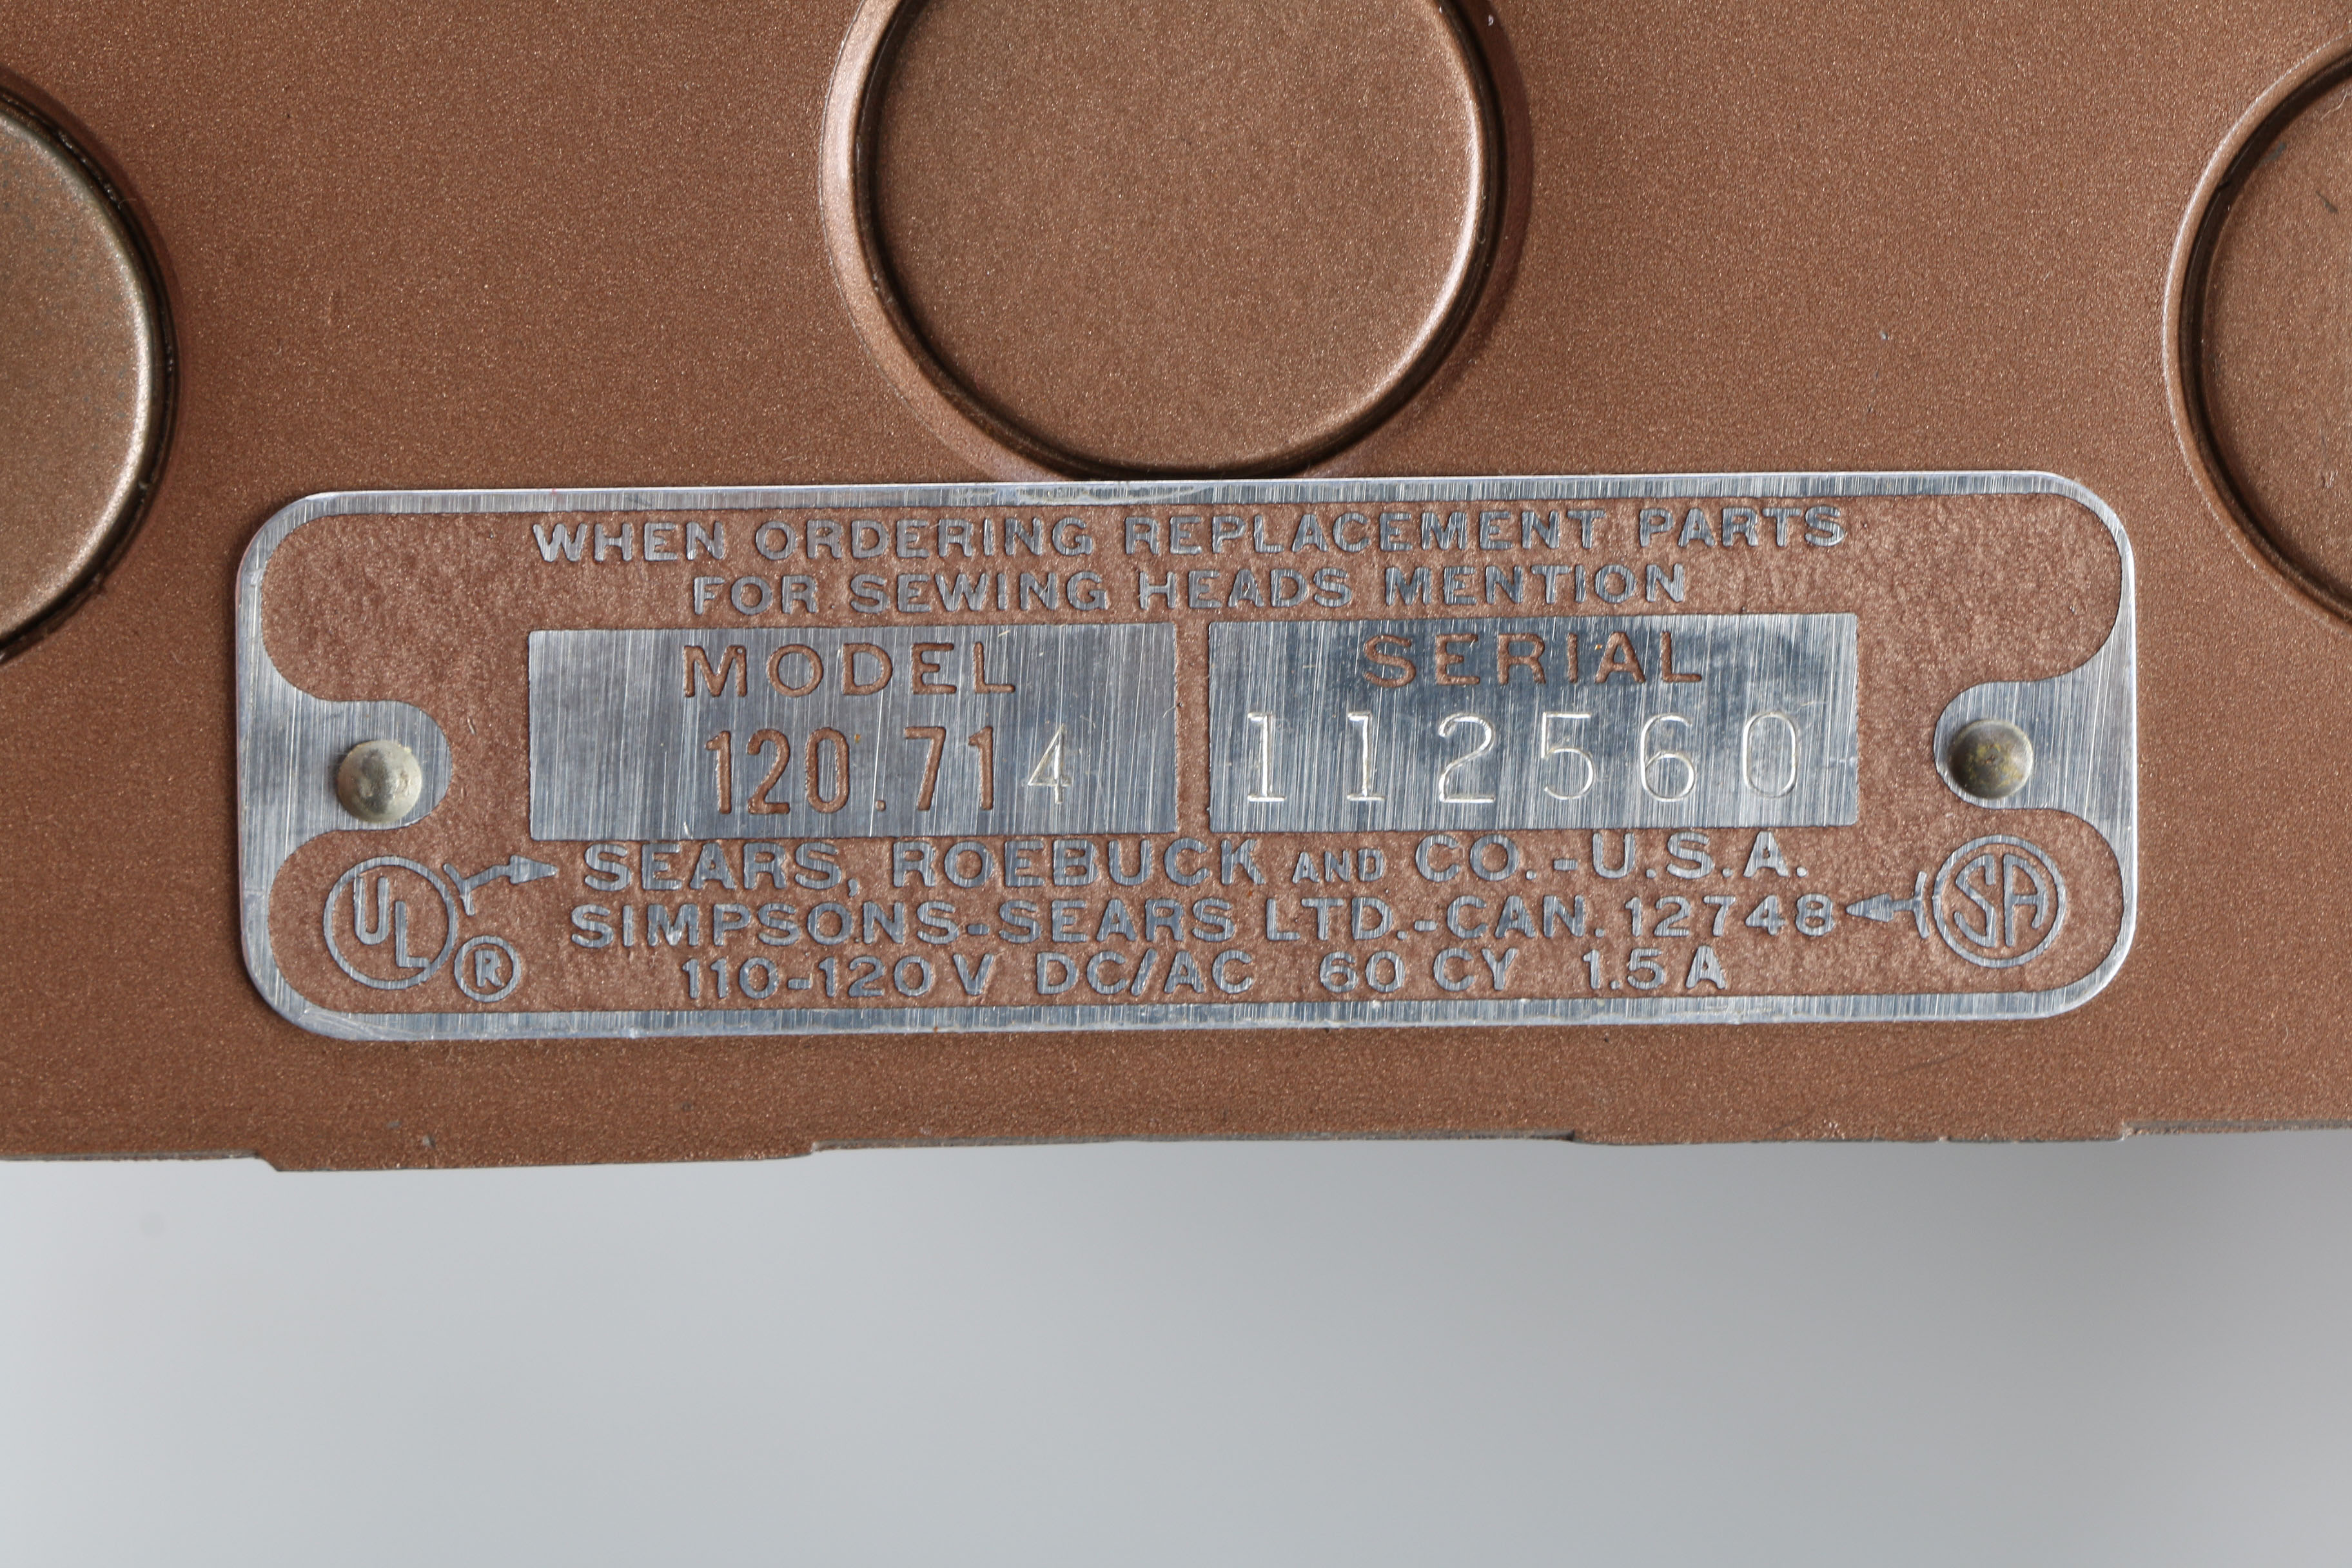 WHEN ORDERING REPLACEMENT PARTS
FOR SEWING HEADS MENTION
MODEL SERIAL
120.714 112560
SEARS, ROEBUCK AND CO.-U.S.A.
SIMPSONS-SEARS LTD.-CAN. 12748
110-120V DC/AC 60 CY 1.5A
UL ®
SA